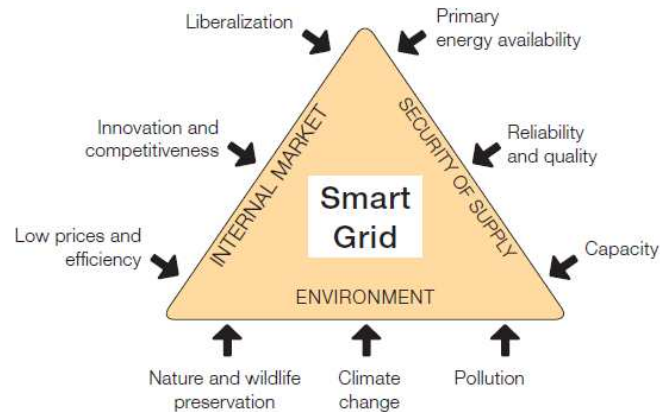 Liberalization
Primary
energy availability
Innovation and
competitiveness
INTERNAL MARKET
SECURITY OF SUPPLY
Reliability
and quality
Smart
Grid
Low prices and
efficiency
Capacity
ENVIRONMENT
Nature and wildlife
preservation
Climate
change
Pollution